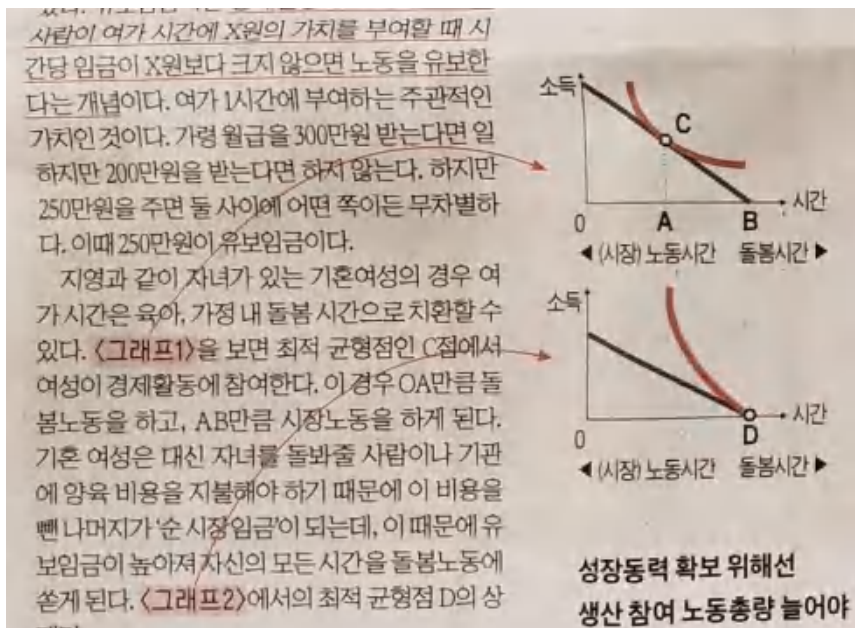 사람이 여가 시간에 X원의 가치를 부여할 때 시
간당 임금이 X원보다 크지 않으면 노동을 유보한
다는 개념이다. 여가 1시간에 부여하는 주관적인
가치인 것이다. 가령 월급을 300만원 받는다면 일
하지만 200만원을 받는다면 하지 않는다. 하지만
250만원을 주면 둘 사이에 어떤 쪽이든 무차별하
다. 이때 250만원이 유보임금이다.
지영과 같이 자녀가 있는 기혼여성의 경우 여
가 시간은 육아, 가정 내 돌봄 시간으로 치환할 수
있다. 〈그래프1〉을 보면 최적 균형점인 C점에서
여성이 경제활동에 참여한다. 이 경우 OA만큼 돌
봄노동을 하고, AB만큼 시장노동을 하게 된다.
기혼 여성은 대신 자녀를 돌봐줄 사람이나 기관
에 양육 비용을 지불해야 하기 때문에 이 비용을
뺀 나머지가 '순 시장임금'이 되는데, 이 때문에 유
보임금이 높아져 자신의 모든 시간을 돌봄노동에
쏟게 된다. 〈그래프2〉에서의 최적 균형점 D의 상
소득
C
시간
0
A
B
◀ (시장) 노동시간 돌봄시간 ▶
소득
시간
0
D
◀ (시장) 노동시간 돌봄시간 ▶
성장동력 확보 위해선
생산 참여 노동총량 늘어야